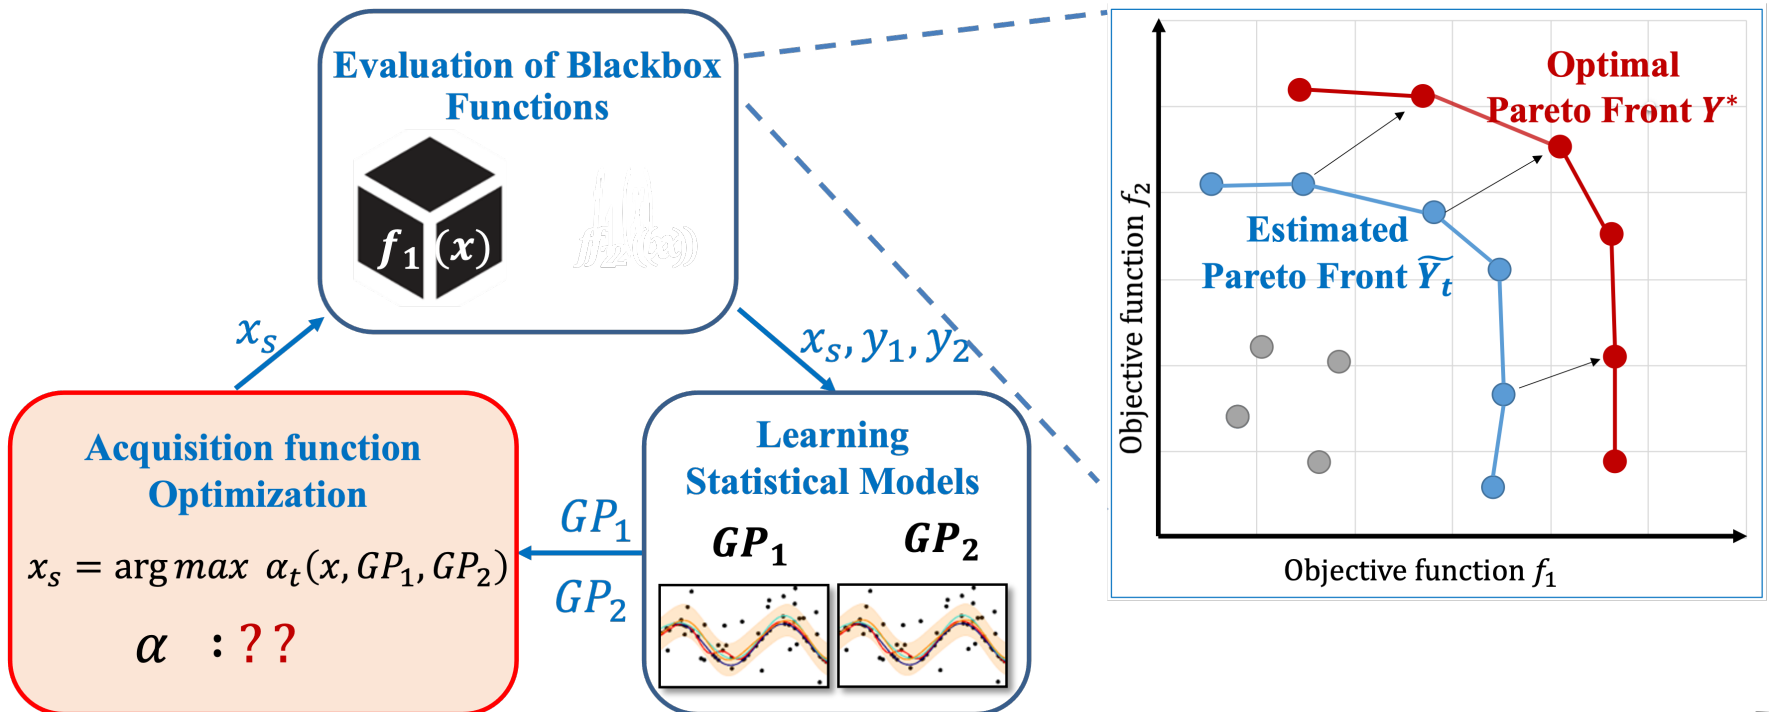 Evaluation of Blackbox
Functions
f₁(x)
xₛ
xₛ, y₁, y₂
Acquisition function
Optimization
xₛ = arg max αₜ(x, GP₁, GP₂)
α : ??
GP₁
GP₂
Learning
Statistical Models
GP₁ GP₂
Optimal
Pareto Front Y*
Estimated
Pareto Front Ỹₜ
Objective function f₂
Objective function f₁